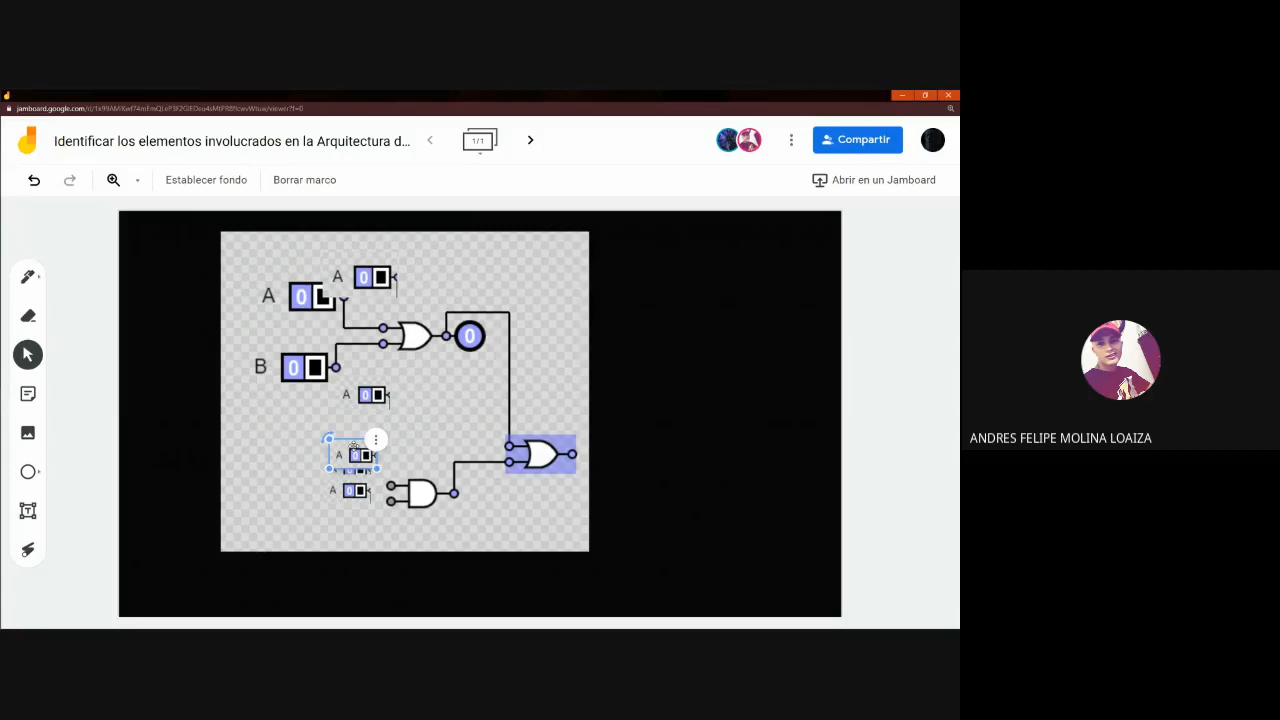 Identificar los elementos involucrados en la Arquitectura d...
1/1
Compartir
Establecer fondo
Borrar marco
Abrir en un Jamboard
A 0
A 0
0
B 0
A 0
A 0
A 0
ANDRES FELIPE MOLINA LOAIZA